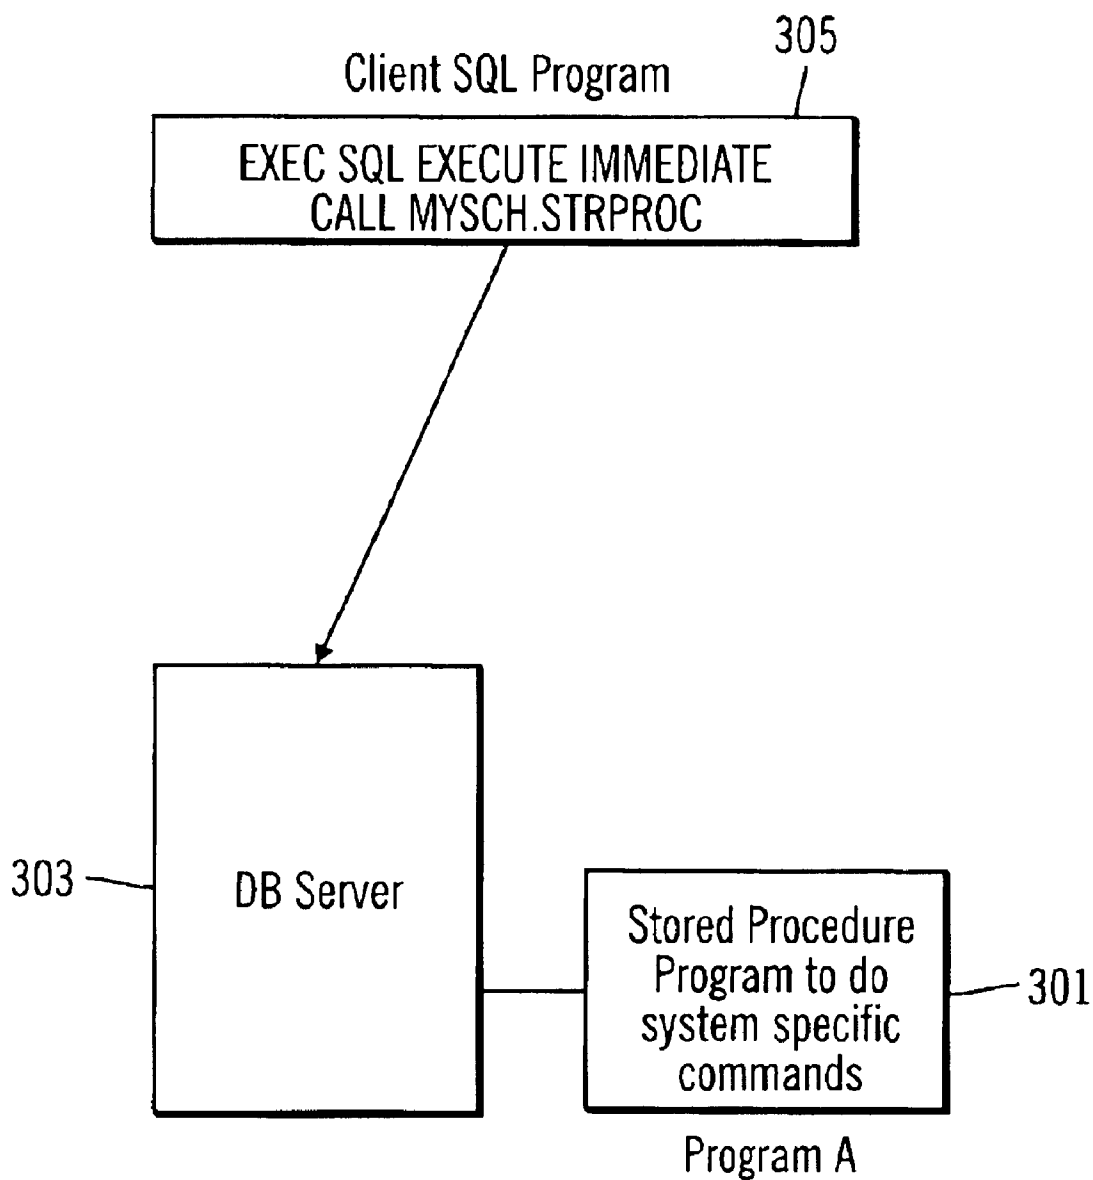 305
Client SQL Program
EXEC SQL EXECUTE IMMEDIATE
CALL MYSCH.STRPROC
303
DB Server
Stored Procedure
Program to do
system specific
commands
301
Program A